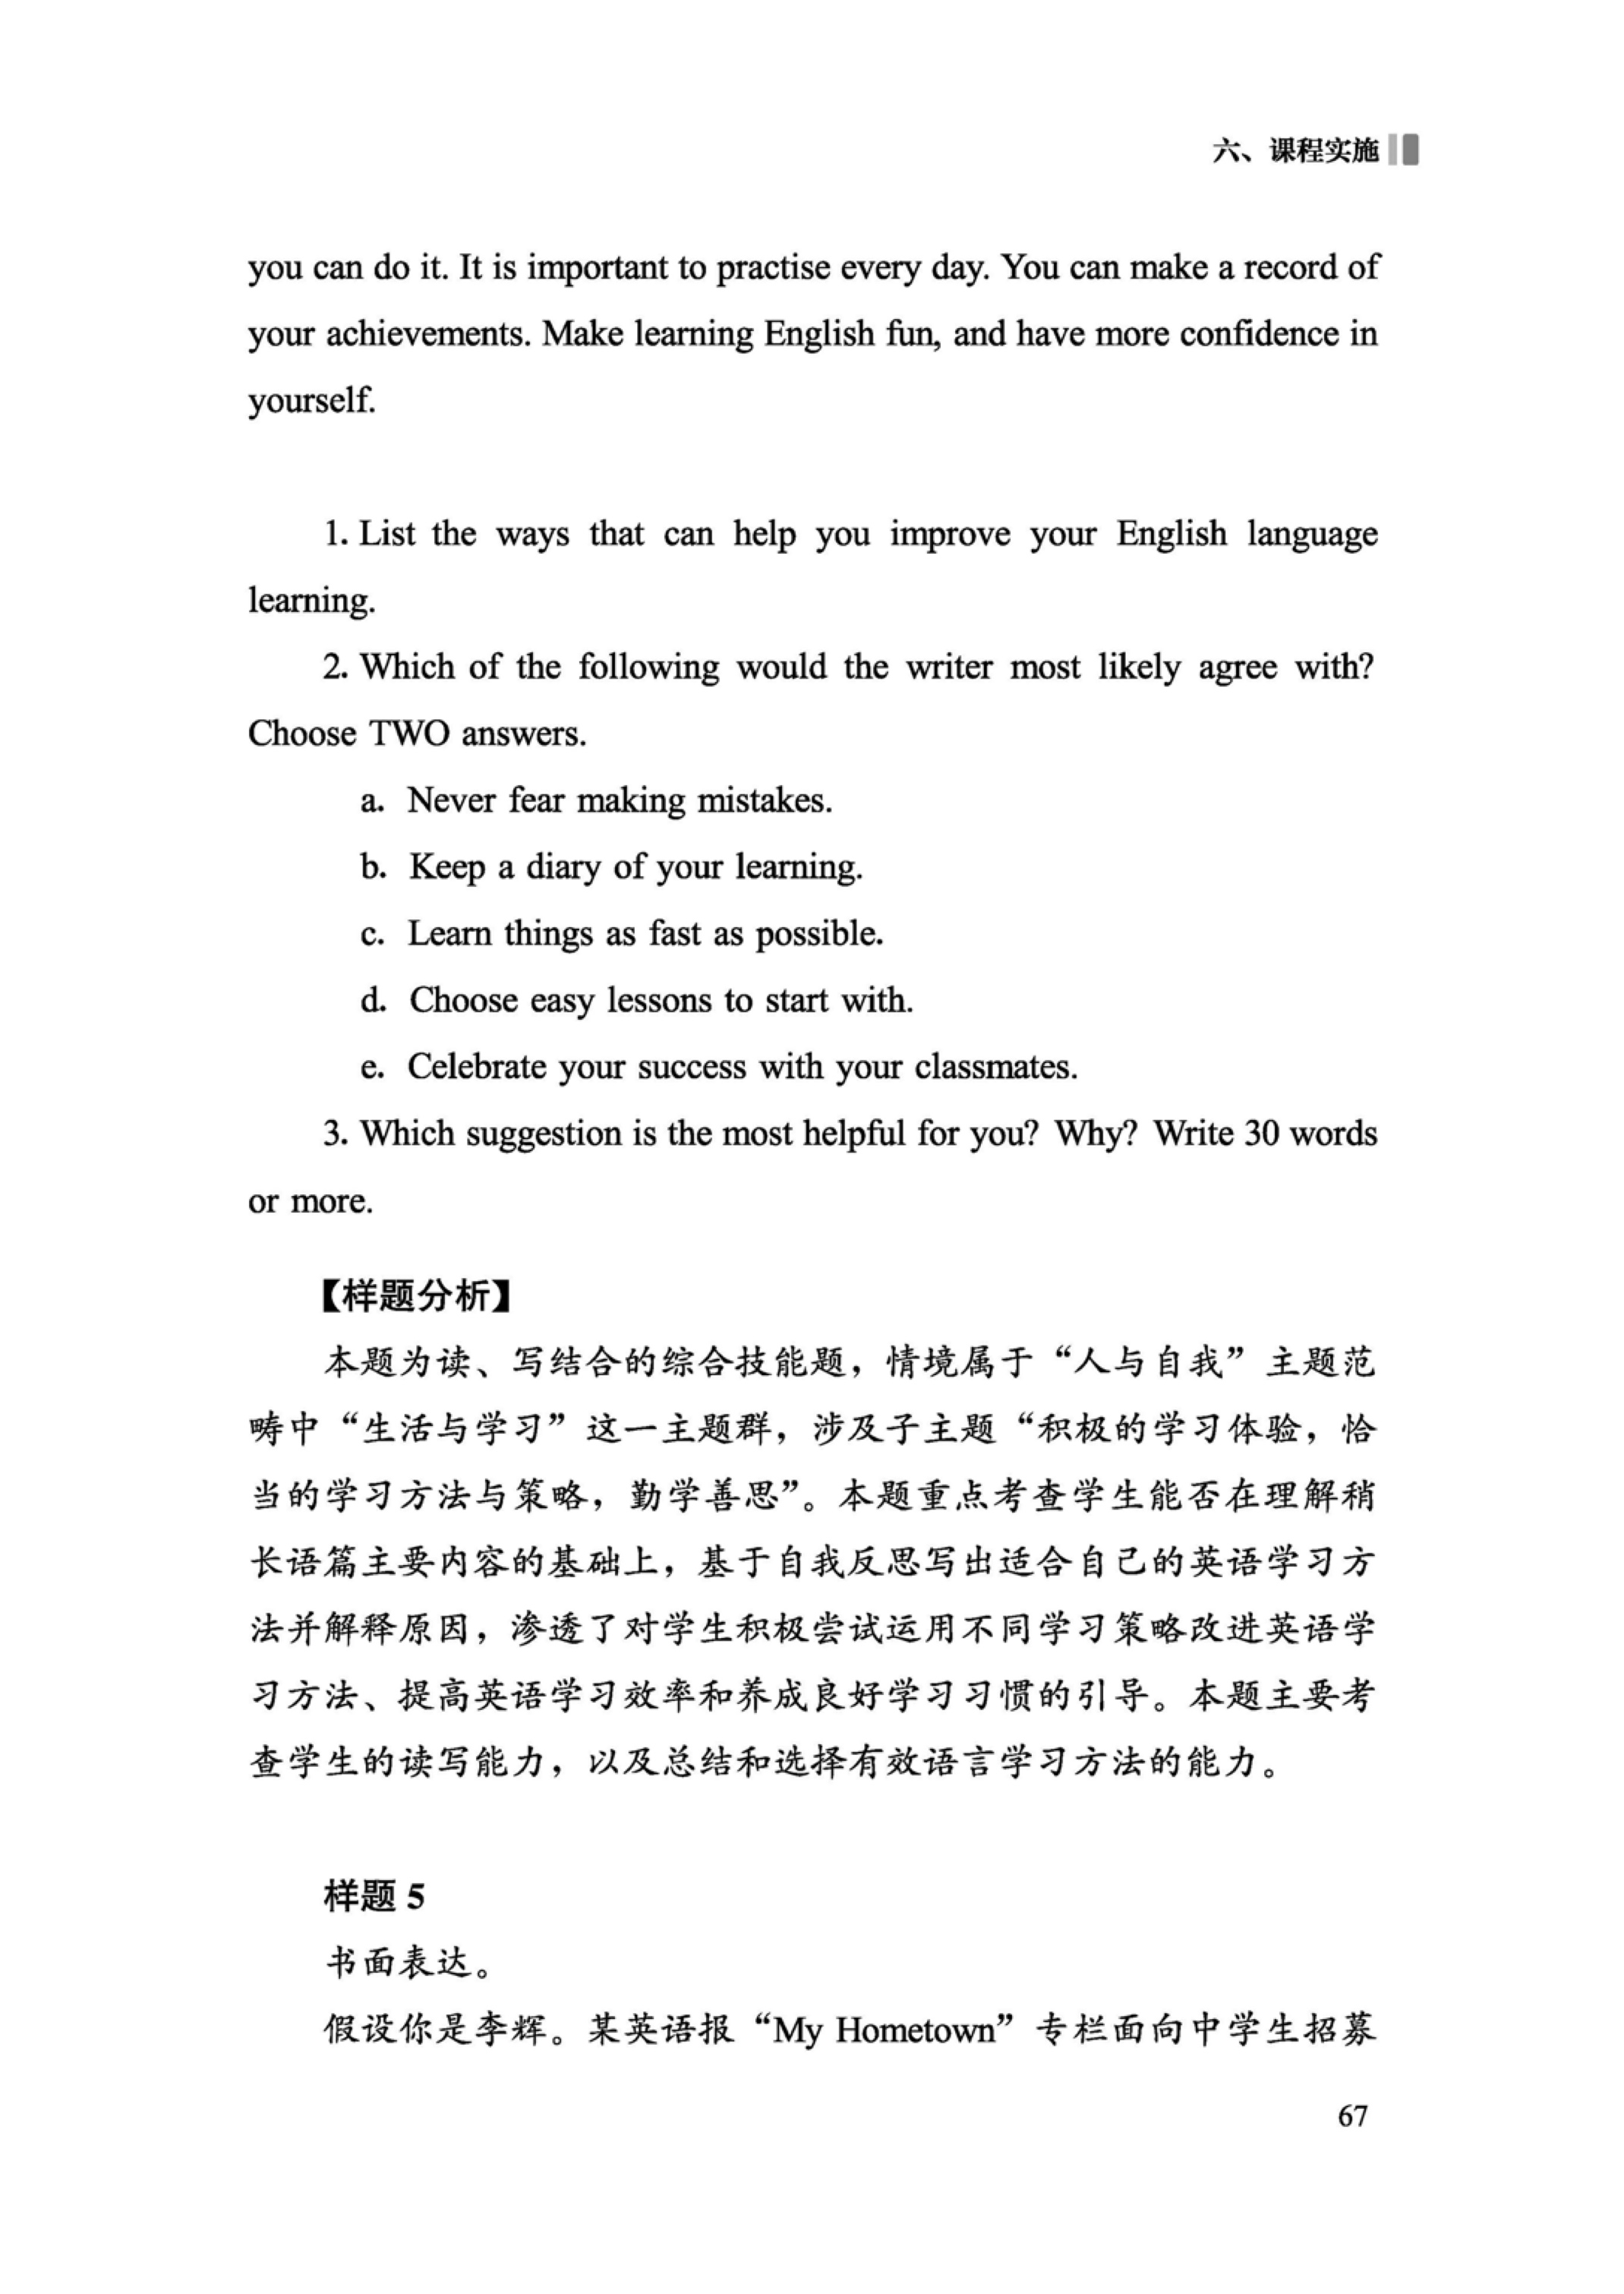 六、课程实施
you can do it. It is important to practise every day. You can make a record of
your achievements. Make learning English fun, and have more confidence in
yourself.
1. List the ways that can help you improve your English language
learning.
2. Which of the following would the writer most likely agree with?
Choose TWO answers.
a. Never fear making mistakes.
b. Keep a diary of your learning.
c. Learn things as fast as possible.
d. Choose easy lessons to start with.
e. Celebrate your success with your classmates.
3. Which suggestion is the most helpful for you? Why? Write 30 words
or more.
【样题分析】
本题为读、写结合的综合技能题，情境属于“人与自我”主题范
畴中“生活与学习”这一主题群，涉及子主题“积极的学习体验，恰
当的学习方法与策略，勤学善思”。本题重点考查学生能否在理解稍
长语篇主要内容的基础上，基于自我反思写出适合自己的英语学习方
法并解释原因，渗透了对学生积极尝试运用不同学习策略改进英语学
习方法、提高英语学习效率和养成良好学习习惯的引导。本题主要考
查学生的读写能力，以及总结和选择有效语言学习方法的能力。
样题 5
书面表达。
假设你是李辉。某英语报“My Hometown”专栏面向中学生招募
67